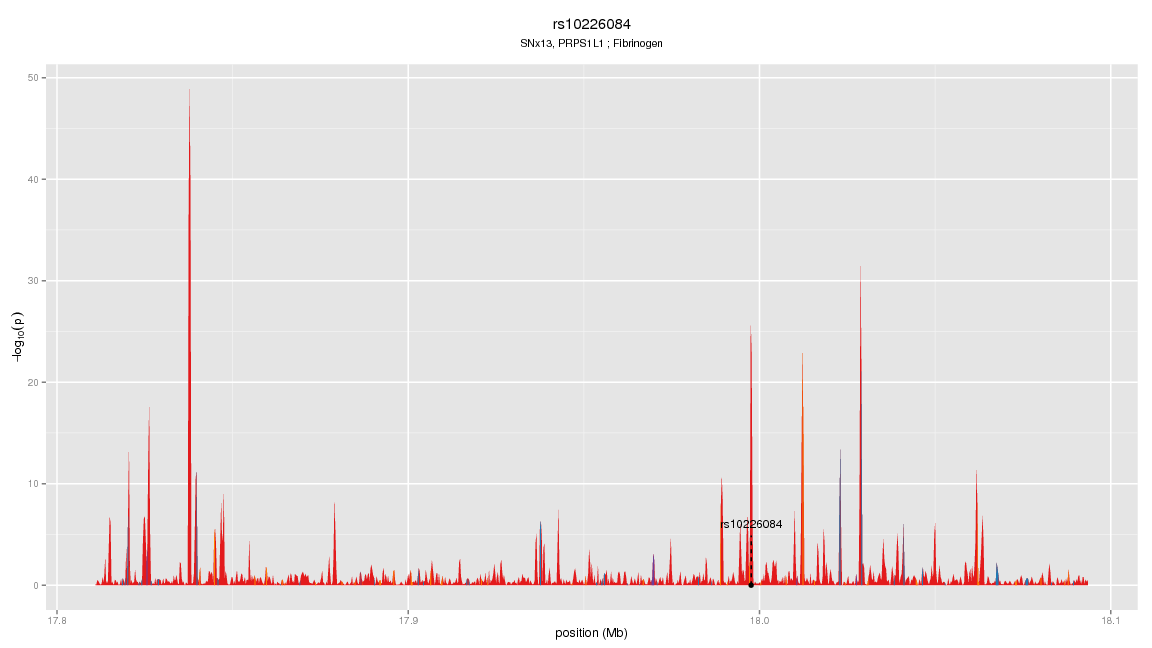 rs10226084
SNx13, PRPS1L1 ; Fibrinogen
50
40
30
20
10
0
−log10(p)
rs10226084
17.8
17.9
18.0
18.1
position (Mb)